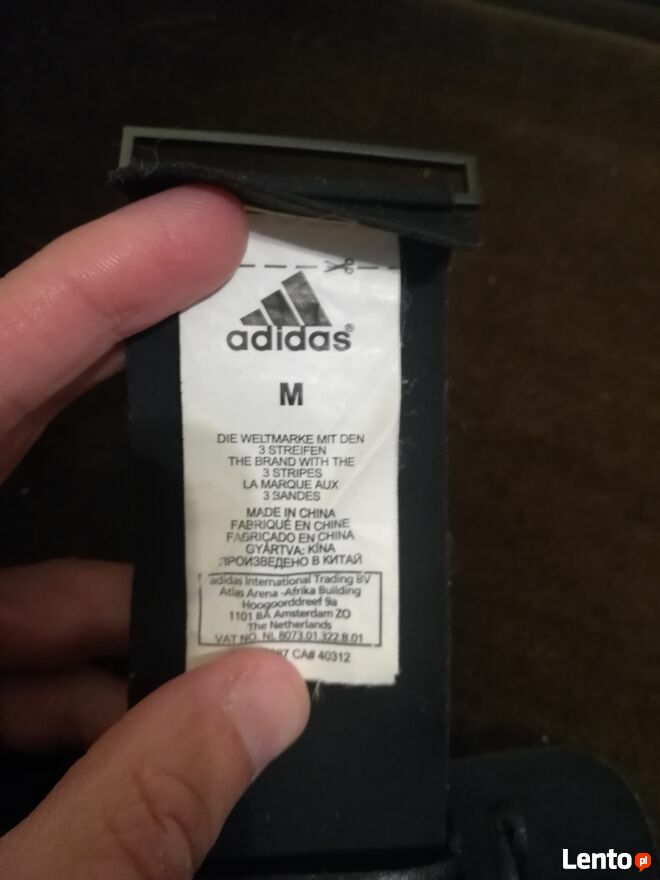 adidas®
M
DIE WELTMARKE MIT DEN
3 STREIFEN
THE BRAND WITH THE
3 STRIPES
LA MARQUE AUX
3 BANDES
MADE IN CHINA
FABRIQUÉ EN CHINE
FABRICADO EN CHINA
GYÁRTVA: KÍNA
ПРОИЗВЕДЕНО В КИТАЙ
adidas International Trading BV
Atlas Arena -Afrika Building
Hoogoorddreef 9a
1101 BA Amsterdam ZO
The Netherlands
VAT NO. NL 8073.01.322.B.01
CA# 40312
Lento.pl